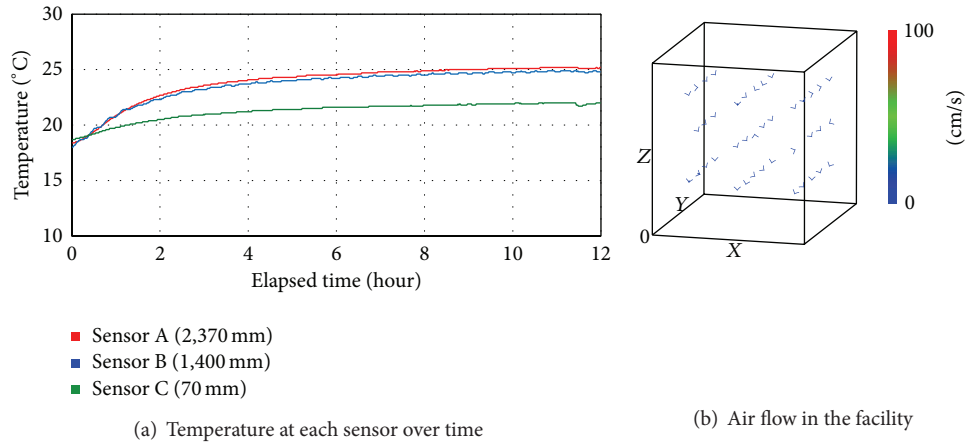 30
25
20
15
10
Temperature (°C)
0 2 4 6 8 10 12
Elapsed time (hour)
Sensor A (2,370 mm)
Sensor B (1,400 mm)
Sensor C (70 mm)
(a) Temperature at each sensor over time
Z
Y
0
X
100
0
(cm/s)
(b) Air flow in the facility